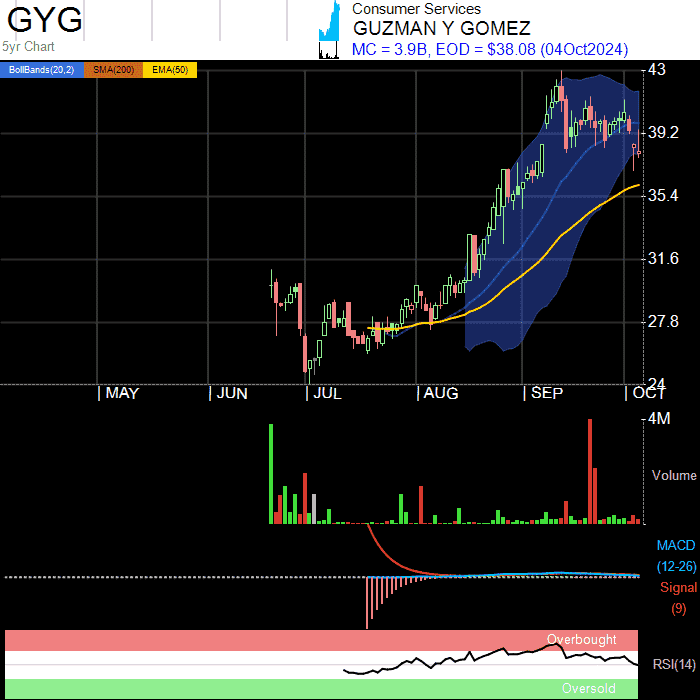 GYG
5yr Chart
Consumer Services
GUZMAN Y GOMEZ
MC = 3.9B, EOD = $38.08 (04Oct2024)
BollBands(20,2) SMA(200) EMA(50)
43
39.2
35.4
31.6
27.8
24
MAY JUN JUL AUG SEP OCT
4M
Volume
MACD
(12-26)
Signal
(9)
Overbought
RSI(14)
Oversold